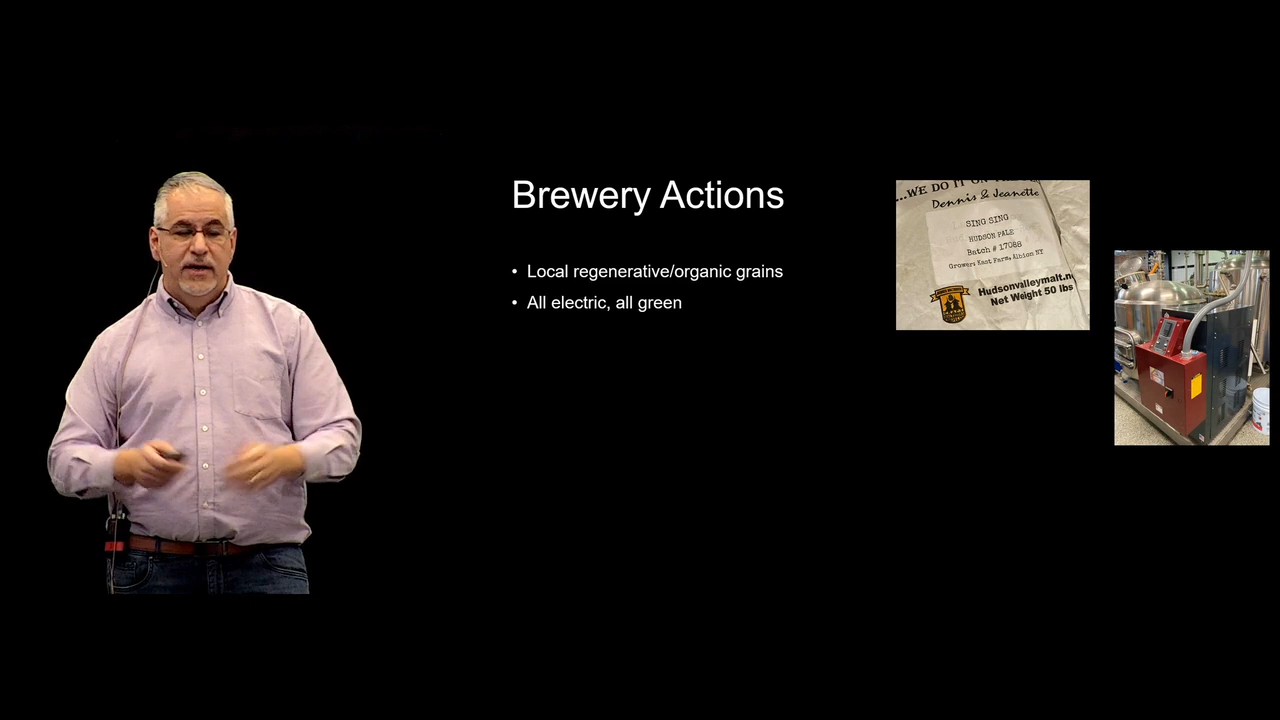 Brewery Actions
• Local regenerative/organic grains
• All electric, all green
...WE DO IT ON
Dennis & Jeanette
SING SING
HUDSON PALE
Batch # 17088
Grower: East Farm, Albion NY
Hudsonvalleymalt.n
Net Weight 50 lbs